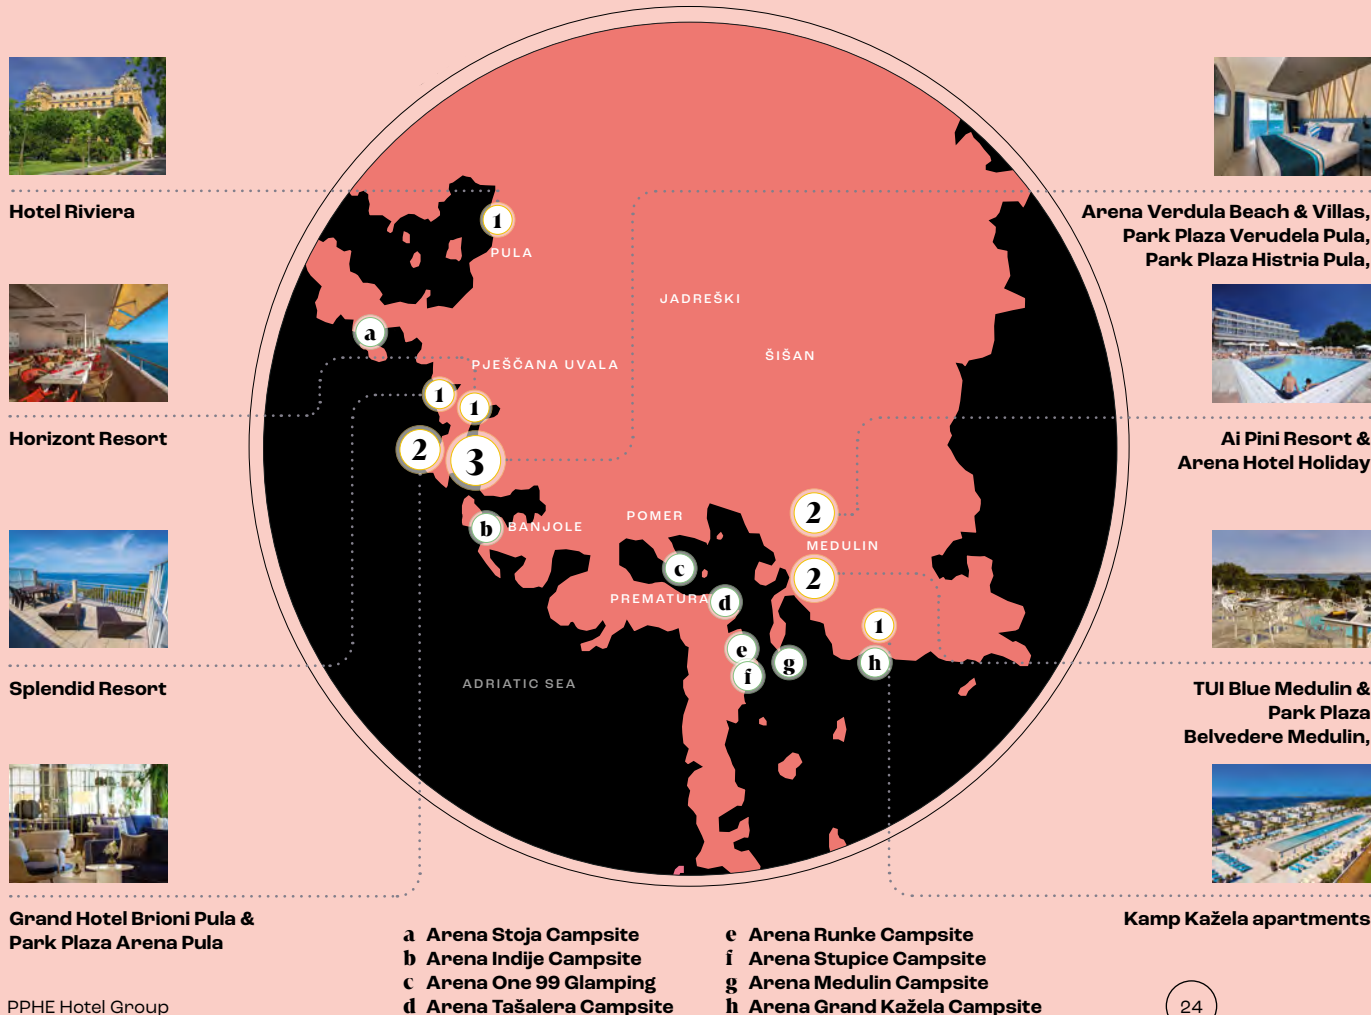 Hotel Riviera
Horizont Resort
Splendid Resort
Grand Hotel Brioni Pula &
Park Plaza Arena Pula
1
PULA
JADREŠKI
ŠIŠAN
a
PJEŠČANA UVALA
1
1
2
3
b
BANJOLE
POMER
2
MEDULIN
c
2
PREMATURA
d
1
e
f
g
h
ADRIATIC SEA
Arena Verdula Beach & Villas,
Park Plaza Verudela Pula,
Park Plaza Histria Pula,
Ai Pini Resort &
Arena Hotel Holiday
TUI Blue Medulin &
Park Plaza
Belvedere Medulin,
Kamp Kažela apartments
a Arena Stoja Campsite
b Arena Indije Campsite
c Arena One 99 Glamping
d Arena Tašalera Campsite
e Arena Runke Campsite
f Arena Stupice Campsite
g Arena Medulin Campsite
h Arena Grand Kažela Campsite
PPHE Hotel Group
24